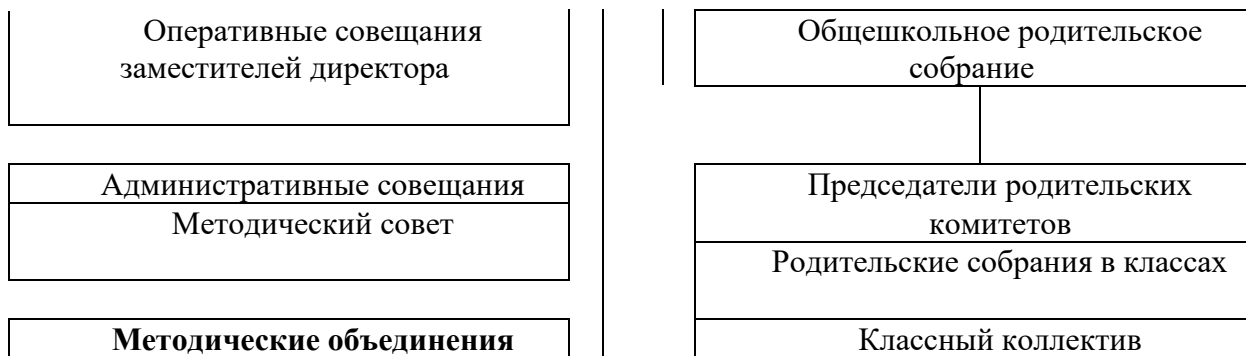 Оперативные совещания
заместителей директора
Административные совещания
Методический совет
Методические объединения
Общешкольное родительское
собрание
Председатели родительских
комитетов
Родительские собрания в классах
Классный коллектив